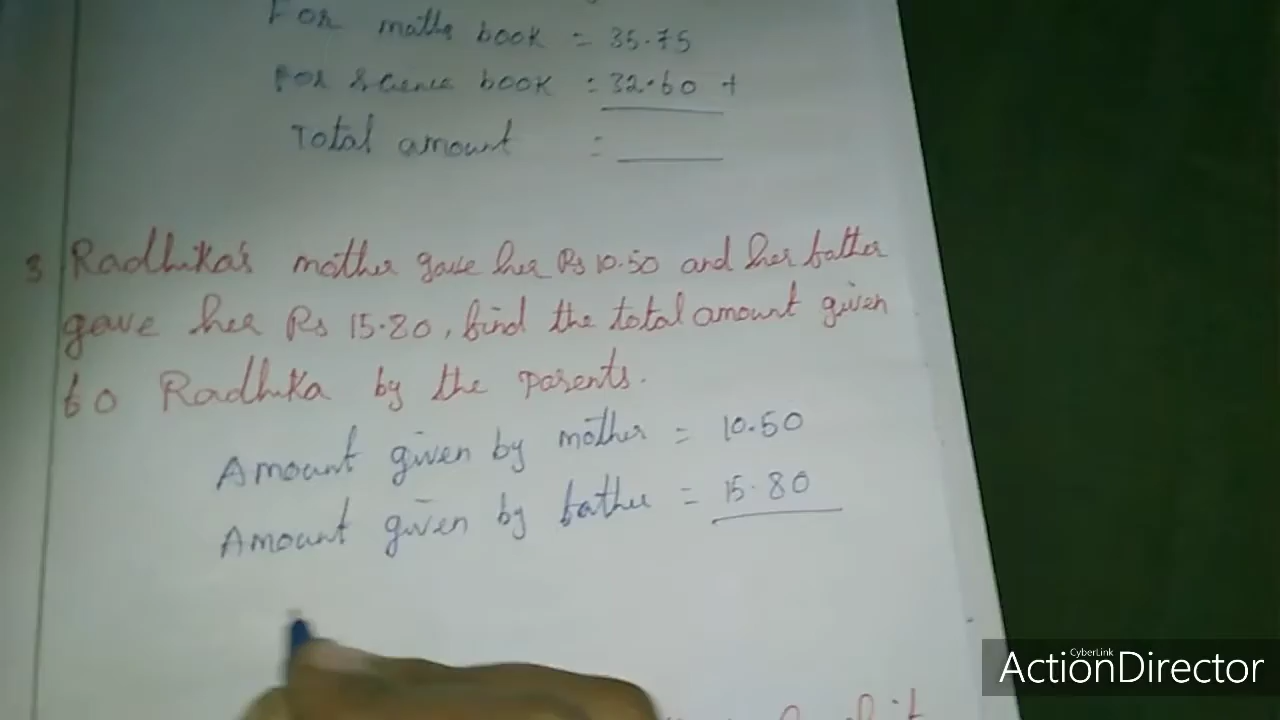 For maths book = 35.75
For science book : 32.60 +
Total amount : 
3 Radhika's mother gave her Rs 10.50 and her father
gave her Rs 15.80, find the total amount given
to Radhika by the parents.
Amount given by mother = 10.50
Amount given by father = 15.80
CyberLink
ActionDirector